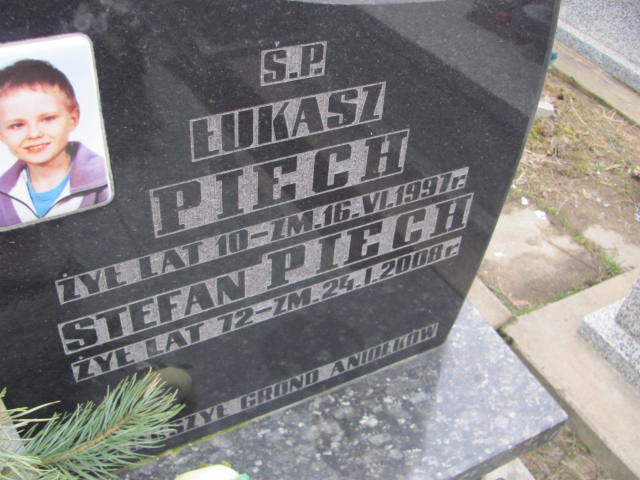 Ś.P.
ŁUKASZ
PIECH
ŻYŁ LAT 10-ZM.16.VI.1997r.
STEFAN PIECH
ŻYŁ LAT 72-ZM.24.I.2008r.
GRONO ANIOŁKÓW